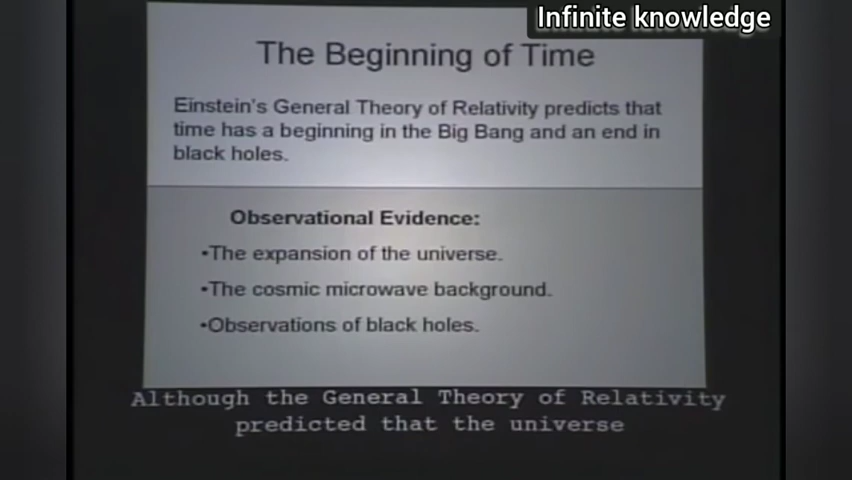 Infinite knowledge
The Beginning of Time
Einstein's General Theory of Relativity predicts that
time has a beginning in the Big Bang and an end in
black holes.
Observational Evidence:
•The expansion of the universe.
•The cosmic microwave background.
•Observations of black holes.
Although the General Theory of Relativity
predicted that the universe